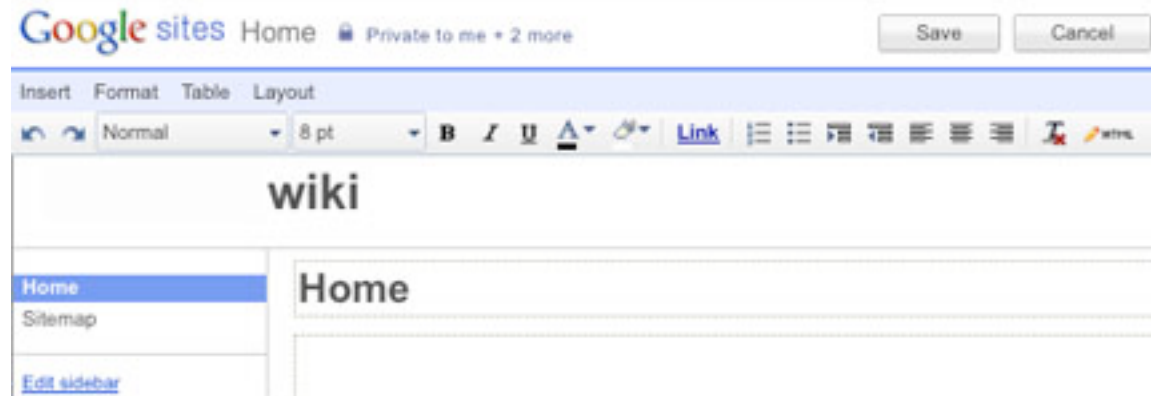 Google sites Home Private to me + 2 more Save Cancel
Insert Format Table Layout
Normal 8 pt B I U A Link T HTML
wiki
Home
Home
Sitemap
Edit sidebar